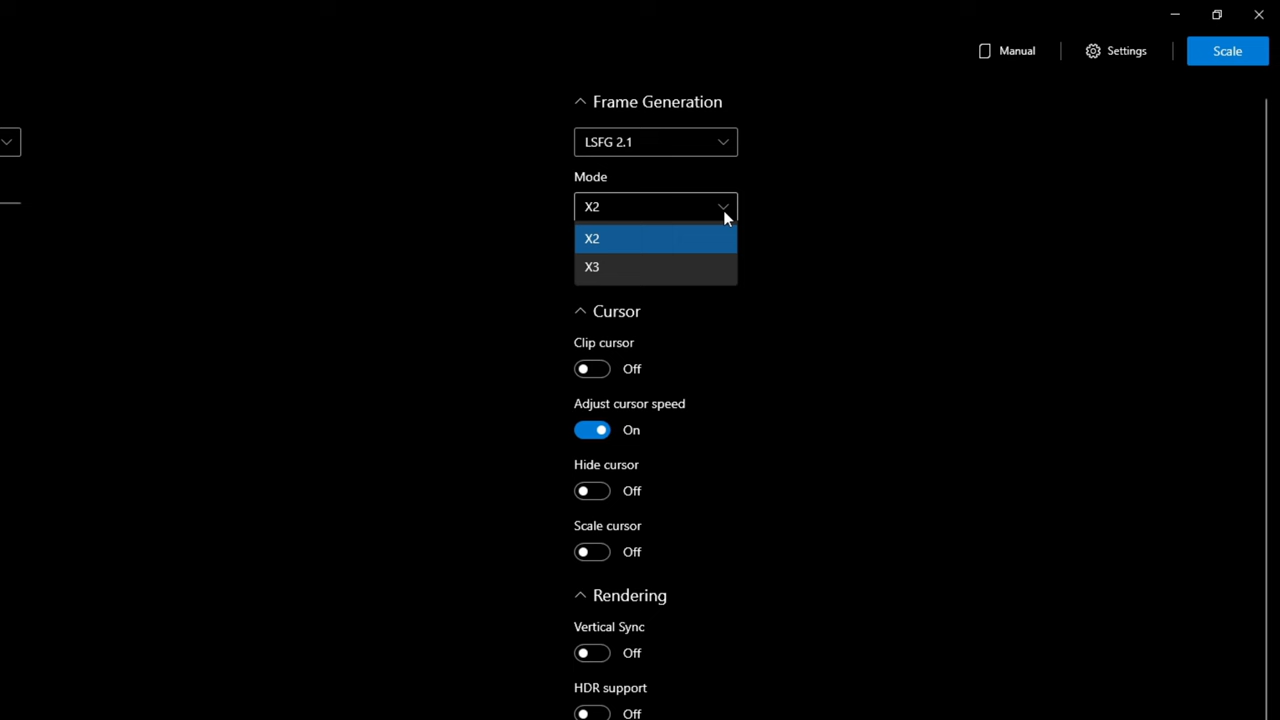 Manual
Settings
Scale
Frame Generation
LSFG 2.1
Mode
X2
X2
X3
Cursor
Clip cursor
Off
Adjust cursor speed
On
Hide cursor
Off
Scale cursor
Off
Rendering
Vertical Sync
Off
HDR support
Off